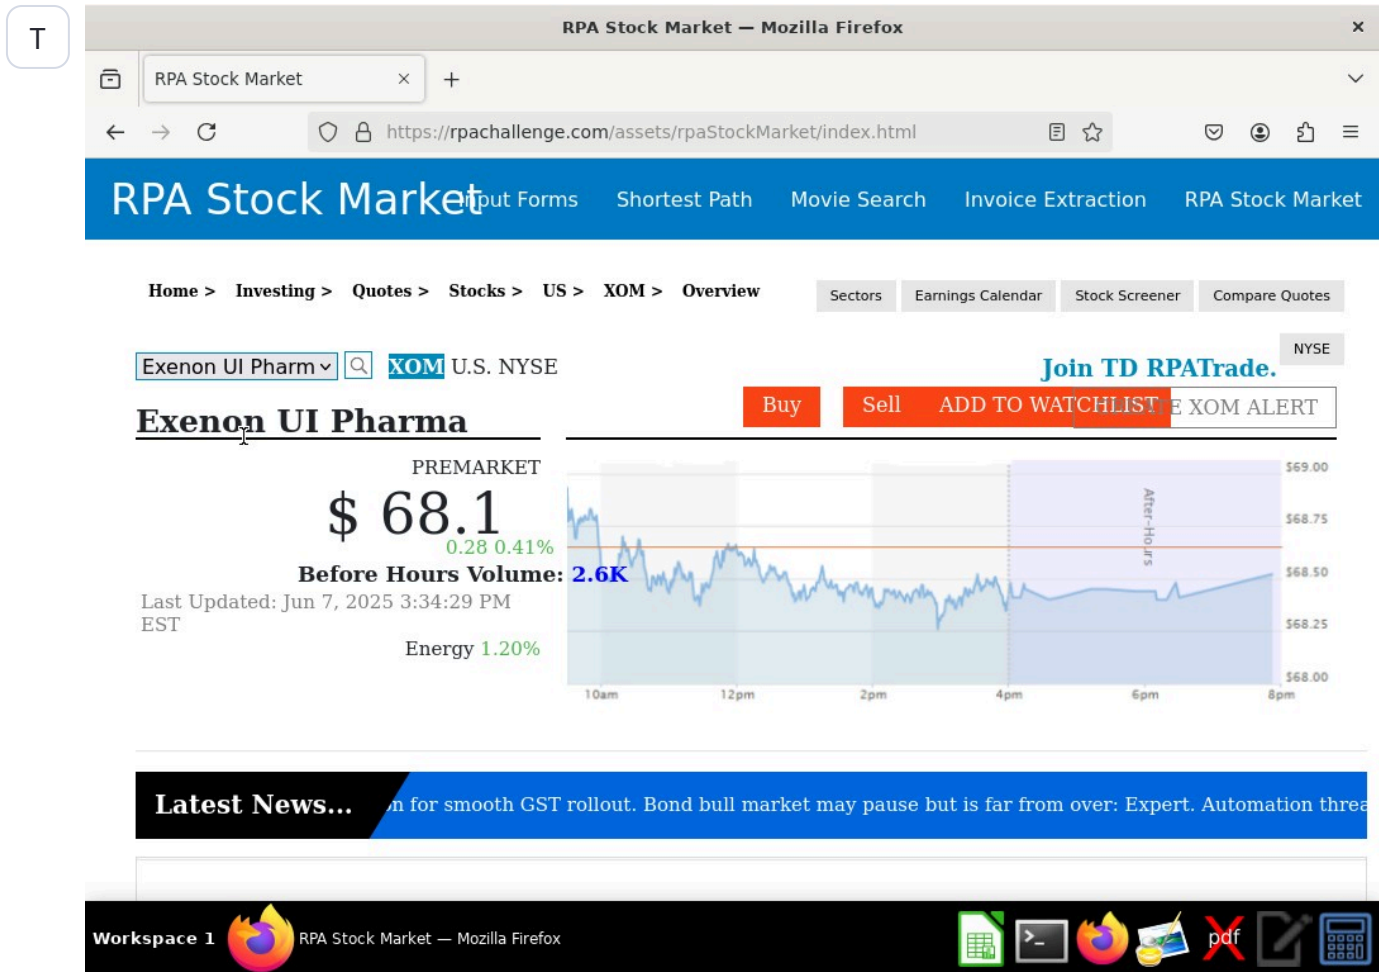 T
RPA Stock Market — Mozilla Firefox
RPA Stock Market
https://rpachallenge.com/assets/rpaStockMarket/index.html
RPA Stock Market
Input Forms Shortest Path Movie Search Invoice Extraction RPA Stock Market
Home > Investing > Quotes > Stocks > US > XOM > Overview
Sectors Earnings Calendar Stock Screener Compare Quotes
NYSE
Exenon UI Pharm XOM U.S. NYSE
Join TD RPATrade.
Buy Sell ADD TO WATCHLIST CREATE XOM ALERT
Exenon UI Pharma
PREMARKET
$ 68.1
0.28 0.41%
Before Hours Volume: 2.6K
Last Updated: Jun 7, 2025 3:34:29 PM
EST
Energy 1.20%
After-Hours
$69.00
$68.75
$68.50
$68.25
$68.00
10am 12pm 2pm 4pm 6pm 8pm
Latest News...
n for smooth GST rollout. Bond bull market may pause but is far from over: Expert. Automation threa
Workspace 1
RPA Stock Market — Mozilla Firefox
pdf